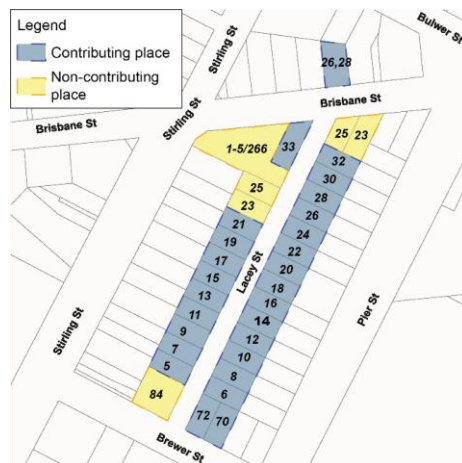 Legend
Contributing place
Non-contributing
place
Stirling St
Bulwer St
26,28
Stirling St
Brisbane St
Brisbane St
1-5/266
33
25
23
25
23
32
30
28
26
24
22
20
18
16
14
12
10
8
6
72
70
21
19
17
15
13
11
9
7
5
84
Lacey St
Pier St
Stirling St
Brewer St